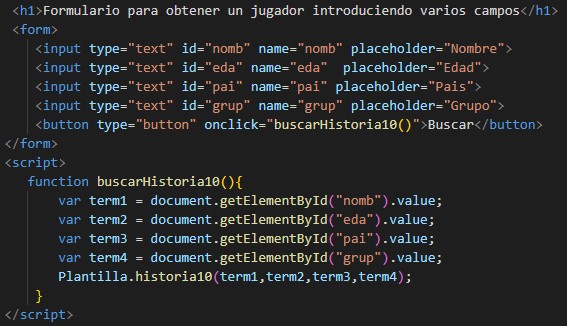 <h1>Formulario para obtener un jugador introduciendo varios campos</h1>
<form>
<input type="text" id="nomb" name="nomb" placeholder="Nombre">
<input type="text" id="eda" name="eda"  placeholder="Edad">
<input type="text" id="pai" name="pai" placeholder="Pais">
<input type="text" id="grup" name="grup" placeholder="Grupo">
<button type="button" onclick="buscarHistoria10()">Buscar</button>
</form>
<script>
function buscarHistoria10(){
var term1 = document.getElementById("nomb").value;
var term2 = document.getElementById("eda").value;
var term3 = document.getElementById("pai").value;
var term4 = document.getElementById("grup").value;
Plantilla.historia10(term1,term2,term3,term4);
}
</script>